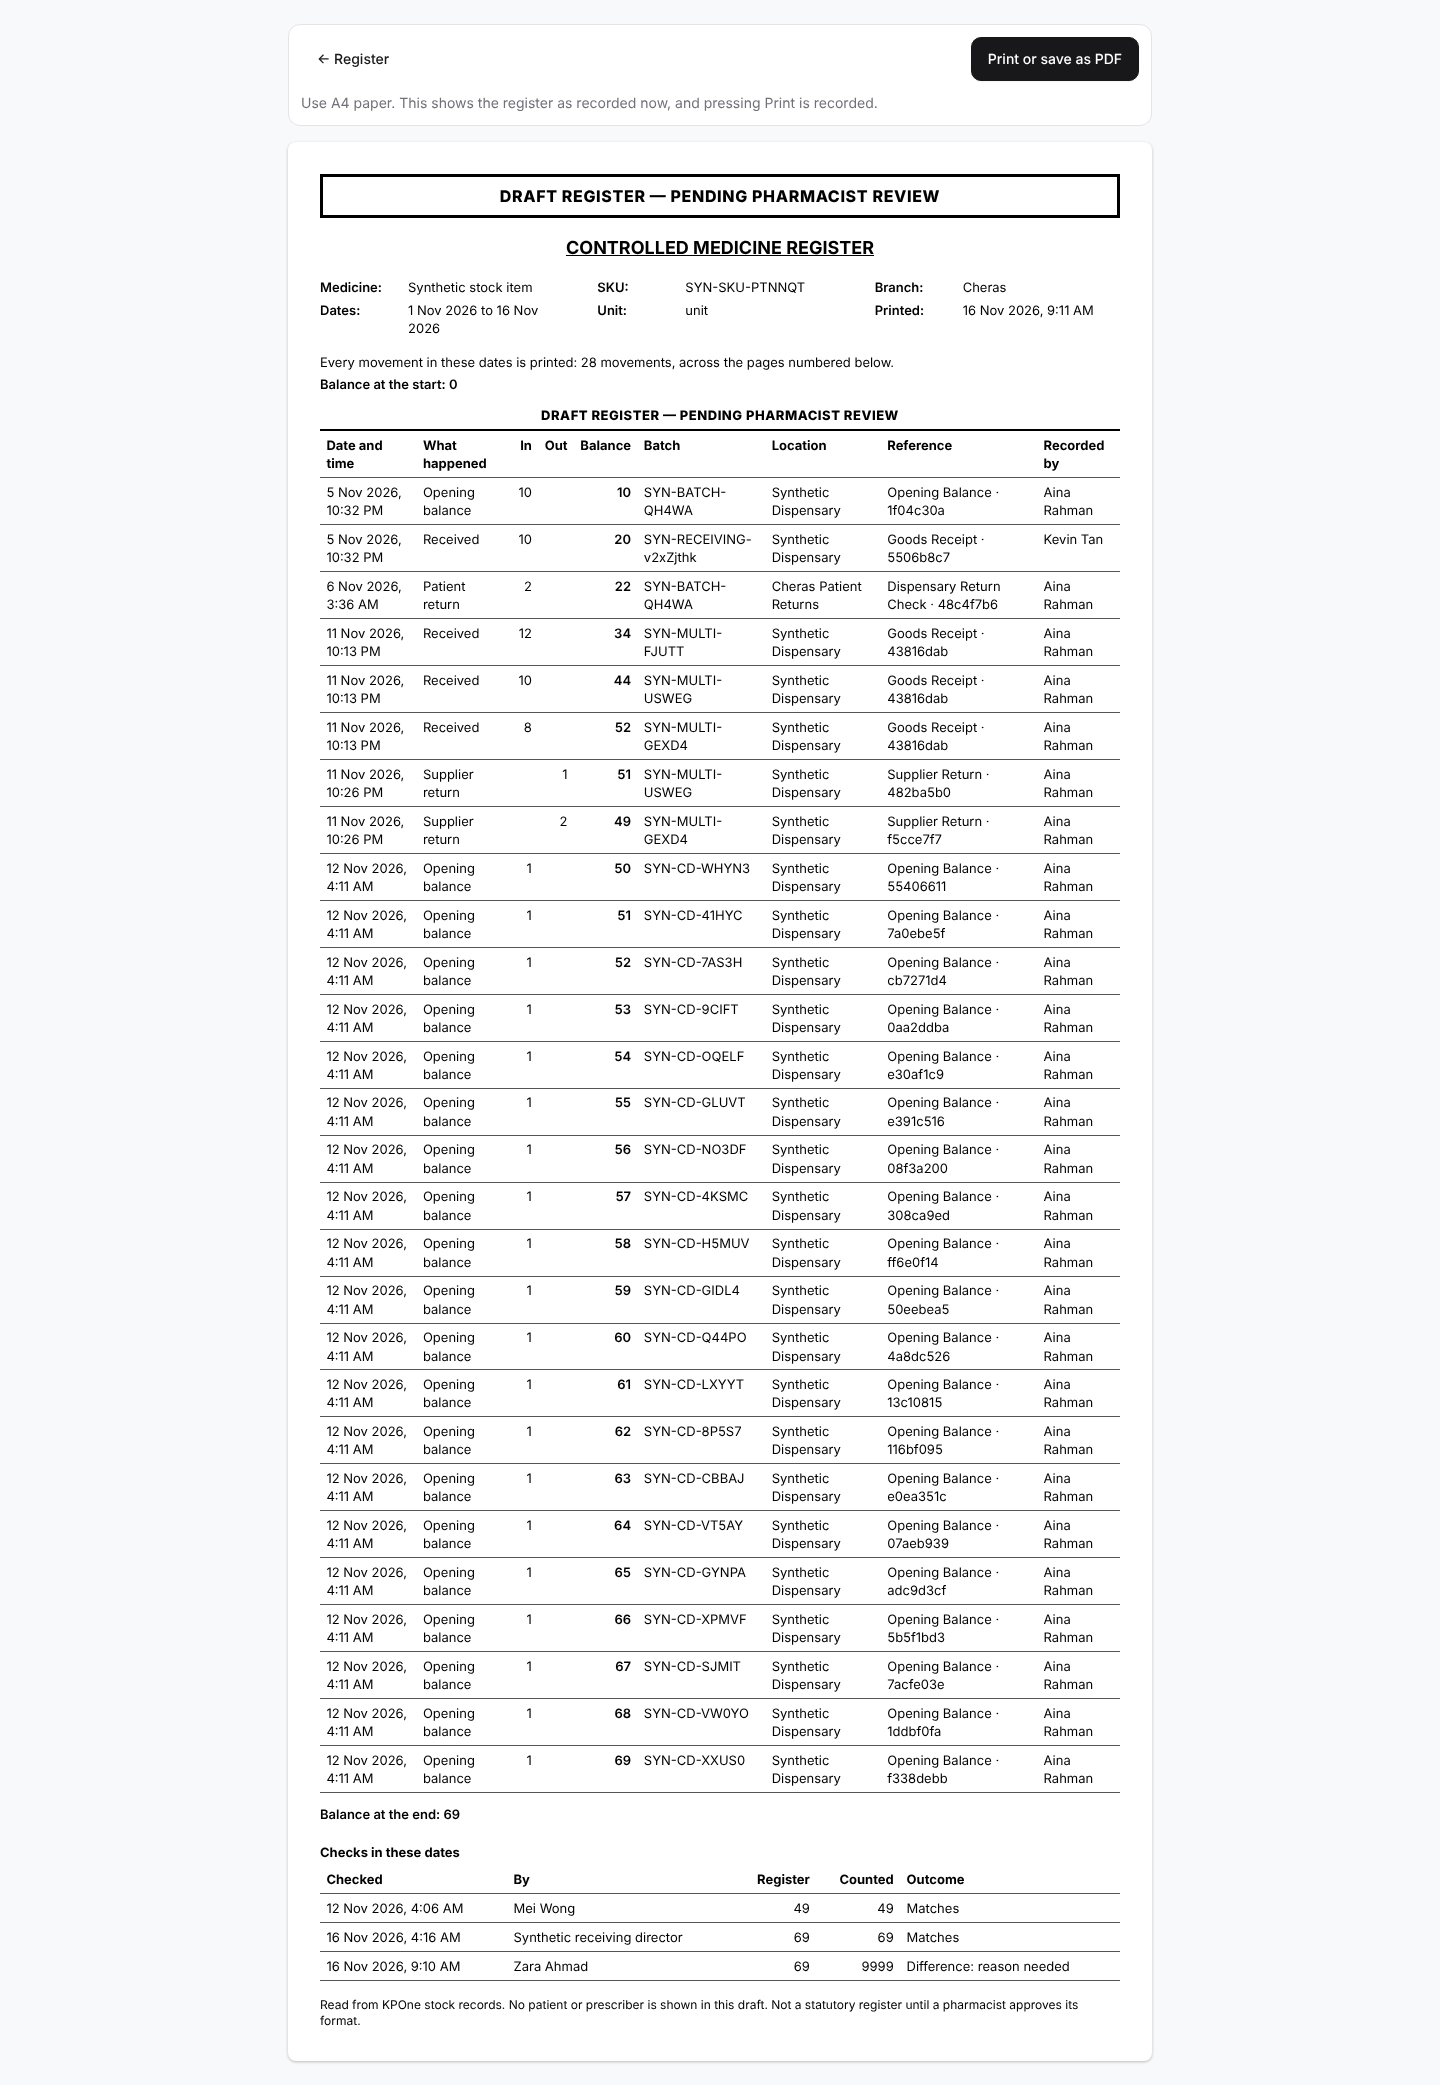 ← Register
Print or save as PDF
Use A4 paper. This shows the register as recorded now, and pressing Print is recorded.
DRAFT REGISTER — PENDING PHARMACIST REVIEW
CONTROLLED MEDICINE REGISTER
Medicine: Synthetic stock item SKU: SYN-SKU-PTNNQT Branch: Cheras
Dates: 1 Nov 2026 to 16 Nov 2026 Unit: unit Printed: 16 Nov 2026, 9:11 AM
Every movement in these dates is printed: 28 movements, across the pages numbered below.
Balance at the start: 0
DRAFT REGISTER — PENDING PHARMACIST REVIEW
Date and time What happened In Out Balance Batch Location Reference Recorded by
5 Nov 2026, 10:32 PM Opening balance 10 10 SYN-BATCH-QH4WA Synthetic Dispensary Opening Balance · 1f04c30a Aina Rahman
5 Nov 2026, 10:32 PM Received 10 20 SYN-RECEIVING-v2xZjthk Synthetic Dispensary Goods Receipt · 5506b8c7 Kevin Tan
6 Nov 2026, 3:36 AM Patient return 2 22 SYN-BATCH-QH4WA Cheras Patient Returns Dispensary Return Check · 48c4f7b6 Aina Rahman
11 Nov 2026, 10:13 PM Received 12 34 SYN-MULTI-FJUTT Synthetic Dispensary Goods Receipt · 43816dab Aina Rahman
11 Nov 2026, 10:13 PM Received 10 44 SYN-MULTI-USWEG Synthetic Dispensary Goods Receipt · 43816dab Aina Rahman
11 Nov 2026, 10:13 PM Received 8 52 SYN-MULTI-GEXD4 Synthetic Dispensary Goods Receipt · 43816dab Aina Rahman
11 Nov 2026, 10:26 PM Supplier return 1 51 SYN-MULTI-USWEG Synthetic Dispensary Supplier Return · 482ba5b0 Aina Rahman
11 Nov 2026, 10:26 PM Supplier return 2 49 SYN-MULTI-GEXD4 Synthetic Dispensary Supplier Return · f5cce7f7 Aina Rahman
12 Nov 2026, 4:11 AM Opening balance 1 50 SYN-CD-WHYN3 Synthetic Dispensary Opening Balance · 55406611 Aina Rahman
12 Nov 2026, 4:11 AM Opening balance 1 51 SYN-CD-41HYC Synthetic Dispensary Opening Balance · 7a0ebe5f Aina Rahman
12 Nov 2026, 4:11 AM Opening balance 1 52 SYN-CD-7AS3H Synthetic Dispensary Opening Balance · cb7271d4 Aina Rahman
12 Nov 2026, 4:11 AM Opening balance 1 53 SYN-CD-9CIFT Synthetic Dispensary Opening Balance · 0aa2ddba Aina Rahman
12 Nov 2026, 4:11 AM Opening balance 1 54 SYN-CD-OQELF Synthetic Dispensary Opening Balance · e30af1c9 Aina Rahman
12 Nov 2026, 4:11 AM Opening balance 1 55 SYN-CD-GLUVT Synthetic Dispensary Opening Balance · e391c516 Aina Rahman
12 Nov 2026, 4:11 AM Opening balance 1 56 SYN-CD-NO3DF Synthetic Dispensary Opening Balance · 08f3a200 Aina Rahman
12 Nov 2026, 4:11 AM Opening balance 1 57 SYN-CD-4KSMC Synthetic Dispensary Opening Balance · 308ca9ed Aina Rahman
12 Nov 2026, 4:11 AM Opening balance 1 58 SYN-CD-H5MUV Synthetic Dispensary Opening Balance · ff6e0f14 Aina Rahman
12 Nov 2026, 4:11 AM Opening balance 1 59 SYN-CD-GIDL4 Synthetic Dispensary Opening Balance · 50eebea5 Aina Rahman
12 Nov 2026, 4:11 AM Opening balance 1 60 SYN-CD-Q44PO Synthetic Dispensary Opening Balance · 4a8dc526 Aina Rahman
12 Nov 2026, 4:11 AM Opening balance 1 61 SYN-CD-LXYYT Synthetic Dispensary Opening Balance · 13c10815 Aina Rahman
12 Nov 2026, 4:11 AM Opening balance 1 62 SYN-CD-8P5S7 Synthetic Dispensary Opening Balance · 116bf095 Aina Rahman
12 Nov 2026, 4:11 AM Opening balance 1 63 SYN-CD-CBBAJ Synthetic Dispensary Opening Balance · e0ea351c Aina Rahman
12 Nov 2026, 4:11 AM Opening balance 1 64 SYN-CD-VT5AY Synthetic Dispensary Opening Balance · 07aeb939 Aina Rahman
12 Nov 2026, 4:11 AM Opening balance 1 65 SYN-CD-GYNPA Synthetic Dispensary Opening Balance · adc9d3cf Aina Rahman
12 Nov 2026, 4:11 AM Opening balance 1 66 SYN-CD-XPMVF Synthetic Dispensary Opening Balance · 5b5f1bd3 Aina Rahman
12 Nov 2026, 4:11 AM Opening balance 1 67 SYN-CD-SJMIT Synthetic Dispensary Opening Balance · 7acfe03e Aina Rahman
12 Nov 2026, 4:11 AM Opening balance 1 68 SYN-CD-VW0YO Synthetic Dispensary Opening Balance · 1ddbf0fa Aina Rahman
12 Nov 2026, 4:11 AM Opening balance 1 69 SYN-CD-XXUS0 Synthetic Dispensary Opening Balance · f338debb Aina Rahman
Balance at the end: 69
Checks in these dates
Checked By Register Counted Outcome
12 Nov 2026, 4:06 AM Mei Wong 49 49 Matches
16 Nov 2026, 4:16 AM Synthetic receiving director 69 69 Matches
16 Nov 2026, 9:10 AM Zara Ahmad 69 9999 Difference: reason needed
Read from KPOne stock records. No patient or prescriber is shown in this draft. Not a statutory register until a pharmacist approves its
format.